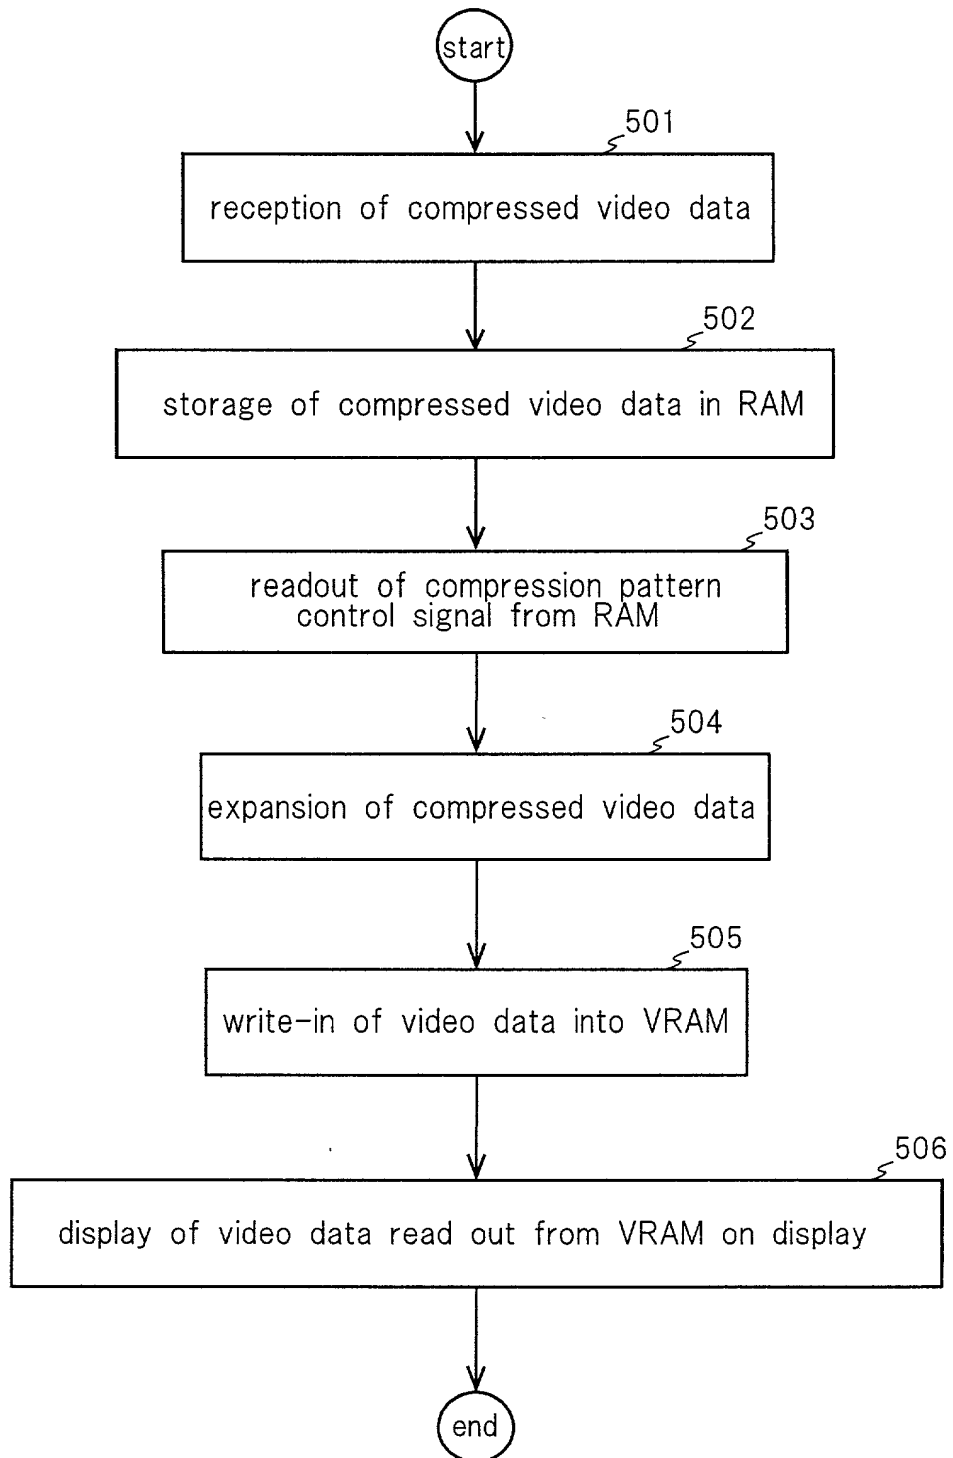 start
501
reception of compressed video data
502
storage of compressed video data in RAM
503
readout of compression pattern
control signal from RAM
504
expansion of compressed video data
505
write-in of video data into VRAM
506
display of video data read out from VRAM on display
end